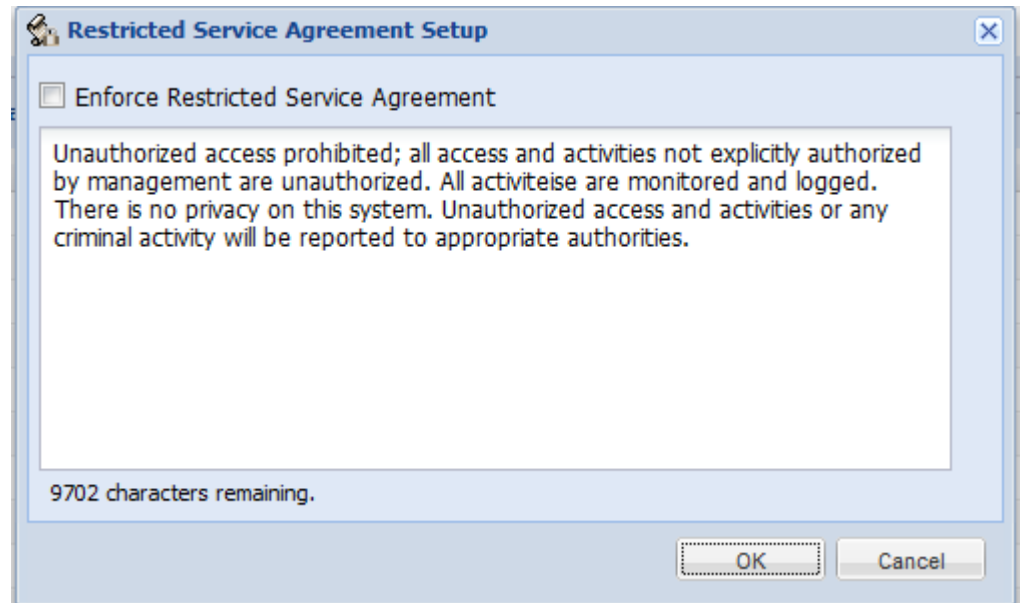 Restricted Service Agreement Setup
Enforce Restricted Service Agreement
Unauthorized access prohibited; all access and activities not explicitly authorized
by management are unauthorized. All activiteise are monitored and logged.
There is no privacy on this system. Unauthorized access and activities or any
criminal activity will be reported to appropriate authorities.
9702 characters remaining.
OK Cancel